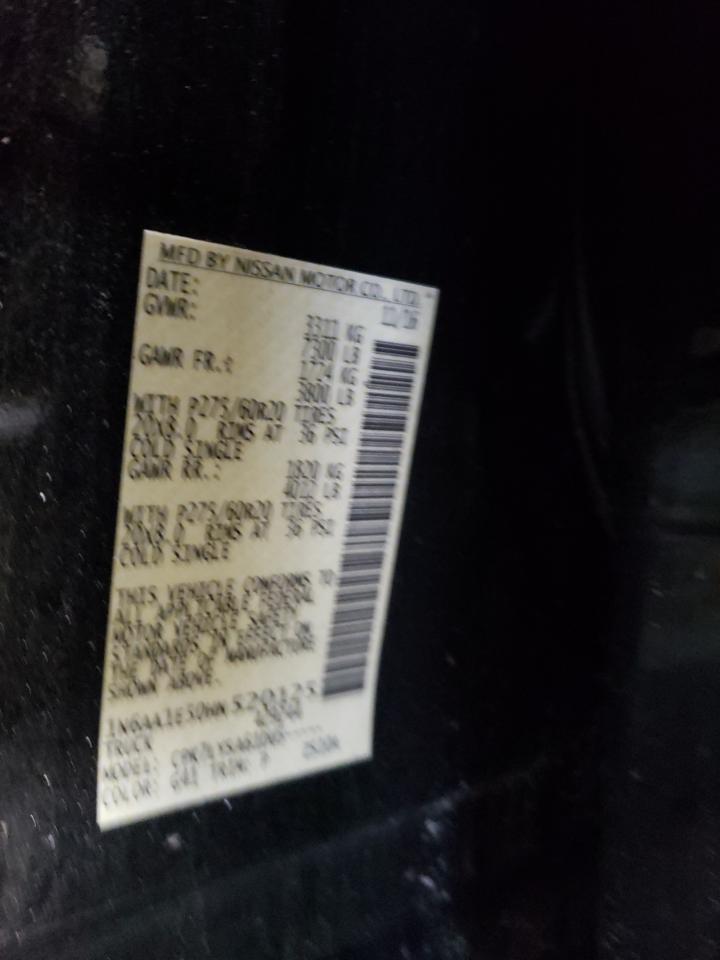 MFD BY NISSAN MOTOR CO., LTD.
DATE: 12/16
GVWR: 3311 KG
7300 LB
GAWR FR.: 1724 KG
3800 LB
WITH P275/60R20 TIRES
20X8.0 RIMS AT 36 PSI
COLD SINGLE
GAWR RR.: 1820 KG
4012 LB
WITH P275/60R20 TIRES
20X8.0 RIMS AT 36 PSI
COLD SINGLE
THIS VEHICLE CONFORMS TO
ALL APPLICABLE FEDERAL
MOTOR VEHICLE SAFETY
STANDARDS IN EFFECT ON
THE DATE OF MANUFACTURE
SHOWN ABOVE.
520125
TRUCK
MODEL:
COLOR: G41 TRIM: